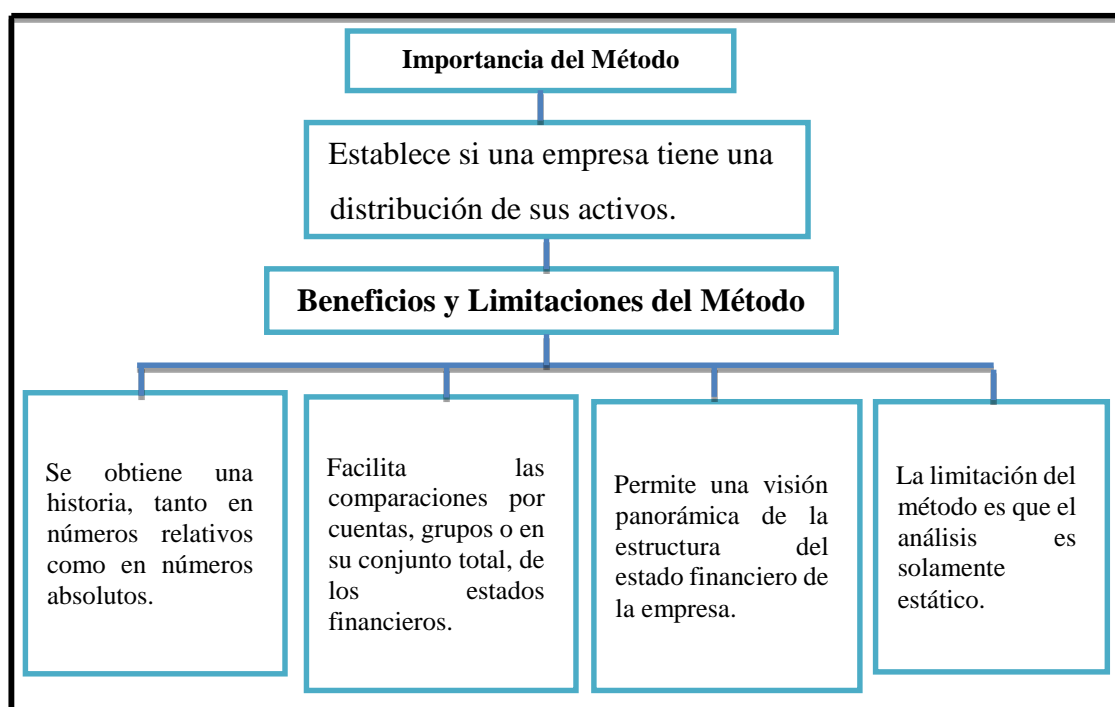 Importancia del Método
Establece si una empresa tiene una
distribución de sus activos.
Beneficios y Limitaciones del Método
Se obtiene una
historia, tanto en
números relativos
como en números
absolutos.
Facilita las
comparaciones por
cuentas, grupos o en
su conjunto total, de
los estados
financieros.
Permite una visión
panorámica de la
estructura del
estado financiero de
la empresa.
La limitación del
método es que el
análisis es
solamente
estático.